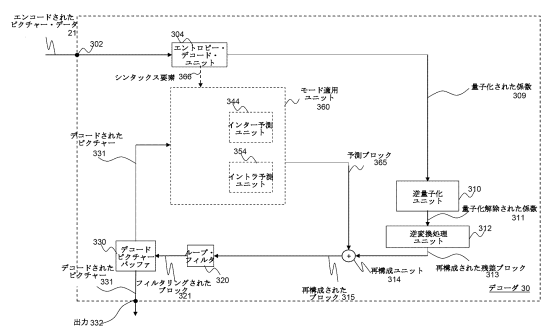 エンコードされた
ピクチャー・データ
21
302
304
エントロピー・
デコード・
ユニット
シンタックス要素
366
モード適用
ユニット
360
344
インター予測
ユニット
354
イントラ予測
ユニット
量子化された係数
309
デコードされた
ピクチャー
331
予測ブロック
365
逆量子化
ユニット
310
量子化解除された係数
311
逆変換処理
ユニット
312
再構成された残差ブロック
313
再構成ユニット
314
再構成された
ブロック 315
ループ・
フィルタ
320
フィルタリングされた
ブロック
321
330
デコード
ピクチャー
バッファ
デコードされた
ピクチャー
331
出力 332
デコーダ 30